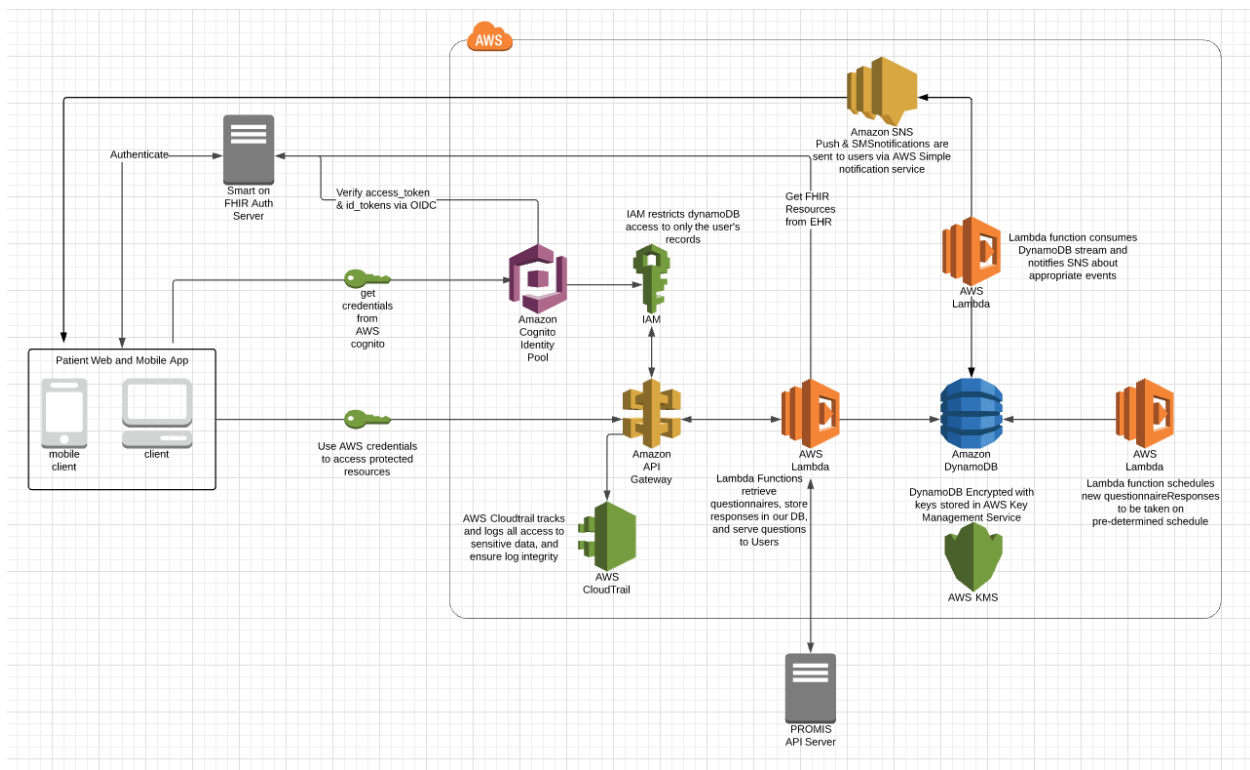 AWS
Amazon SNS
Push & SMSnotifications are
sent to users via AWS Simple
notification service
Authenticate
Smart on
FHIR Auth
Server
Verify access_token
& id_tokens via OIDC
Get FHIR
Resources
from EHR
IAM restricts dynamoDB
access to only the user's
records
Lambda function consumes
DynamoDB stream and
notiffies SNS about
appropriate events
AWS
Lambda
get
credentials
from
AWS
cognito
Amazon
Cognito
Identity
Pool
IAM
Patient Web and Mobile App
mobile
client
client
Use AWS credentials
to access protected
resources
Amazon
API
Gateway
AWS
Lambda
Lambda Functions
retrieve
questionnaires, store
responses in our DB,
and serve questions
to Users
Amazon
DynamoDB
DynamoDB Encrypted with
keys stored in AWS Key
Management Service
AWS KMS
AWS
Lambda
Lambda function schedules
new questionnaireResponses
to be taken on
pre-determined schedule
AWS Cloudtrail tracks
and logs all access to
sensitive data, and
ensure log integrity
AWS
CloudTrail
PROMIS
API Server